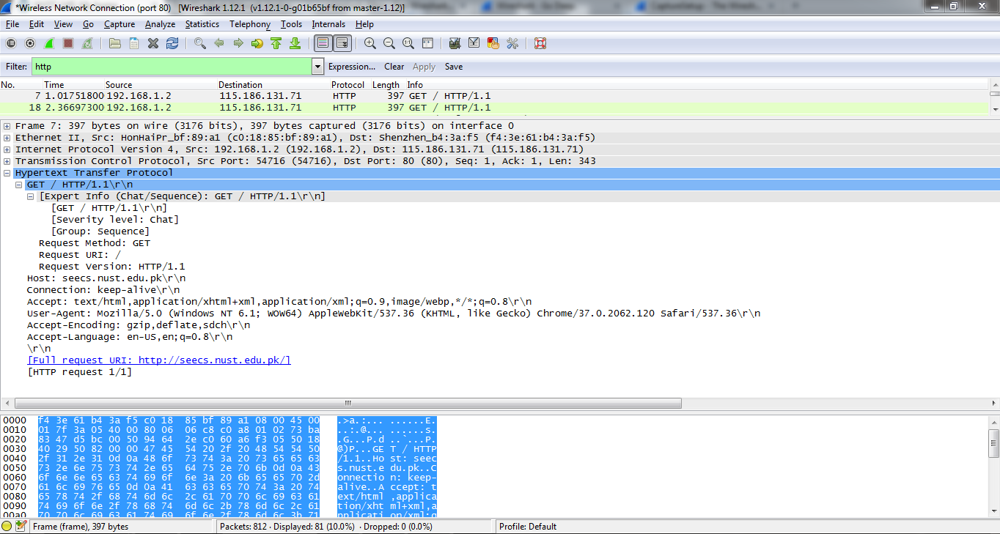 *Wireless Network Connection (port 80) [Wireshark 1.12.1 (v1.12.1-0-g01b65bf from master-1.12)]
File Edit View Go Capture Analyze Statistics Telephony Tools Internals Help
Filter: http Expression... Clear Apply Save
No. Time Source Destination Protocol Length Info
7 1.01751800 192.168.1.2 115.186.131.71 HTTP 397 GET / HTTP/1.1
18 2.36697300 192.168.1.2 115.186.131.71 HTTP 397 GET / HTTP/1.1
Frame 7: 397 bytes on wire (3176 bits), 397 bytes captured (3176 bits) on interface 0
Ethernet II, Src: HonHaiPr_bf:89:a1 (c0:18:85:bf:89:a1), Dst: Shenzhen_b4:3a:f5 (f4:3e:61:b4:3a:f5)
Internet Protocol Version 4, Src: 192.168.1.2 (192.168.1.2), Dst: 115.186.131.71 (115.186.131.71)
Transmission Control Protocol, Src Port: 54716 (54716), Dst Port: 80 (80), Seq: 1, Ack: 1, Len: 343
Hypertext Transfer Protocol
GET / HTTP/1.1\r\n
[Expert Info (Chat/Sequence): GET / HTTP/1.1\r\n]
[GET / HTTP/1.1\r\n]
[Severity level: Chat]
[Group: Sequence]
Request Method: GET
Request URI: /
Request Version: HTTP/1.1
Host: seecs.nust.edu.pk\r\n
Connection: keep-alive\r\n
Accept: text/html,application/xhtml+xml,application/xml;q=0.9,image/webp,*/*;q=0.8\r\n
User-Agent: Mozilla/5.0 (Windows NT 6.1; WOW64) AppleWebKit/537.36 (KHTML, like Gecko) Chrome/37.0.2062.120 Safari/537.36\r\n
Accept-Encoding: gzip,deflate,sdch\r\n
Accept-Language: en-US,en;q=0.8\r\n
\r\n
[Full request URI: http://seecs.nust.edu.pk/]
[HTTP request 1/1]
0000 f4 3e 61 b4 3a f5 c0 18 85 bf 89 a1 08 00 45 00 .>a.:... ......E.
0010 01 7f 3a 05 40 00 80 06 06 c8 c0 a8 01 02 73 ba ..:.@... ......s.
0020 83 47 d5 bc 00 50 94 64 2e c0 60 a6 f3 05 50 18 .G...P.d ..`...P.
0030 40 29 50 82 00 00 47 45 54 20 2f 20 48 54 54 50 @)P...GE T / HTTP
0040 2f 31 2e 31 0d 0a 48 6f 73 74 3a 20 73 65 65 63 /1.1..Ho st: seec
0050 73 2e 6e 75 73 74 2e 65 64 75 2e 70 6b 0d 0a 43 s.nust.e du.pk..C
0060 6f 6e 6e 65 63 74 69 6f 6e 3a 20 6b 65 65 70 2d onnectio n: keep-
0070 61 6c 69 76 65 0d 0a 41 63 63 65 70 74 3a 20 74 alive..A ccept: t
0080 65 78 74 2f 68 74 6d 6c 2c 61 70 70 6c 69 63 61 ext/html ,applica
0090 74 69 6f 6e 2f 78 68 74 6d 6c 2b 78 6d 6c 2c 61 tion/xht ml+xml,a
00a0 70 70 6c 69 63 61 74 69 6f 6e 2f 78 6d 6c 3b 71 pplicati on/xml;q
Frame (frame), 397 bytes Packets: 812 · Displayed: 81 (10.0%) · Dropped: 0 (0.0%) Profile: Default